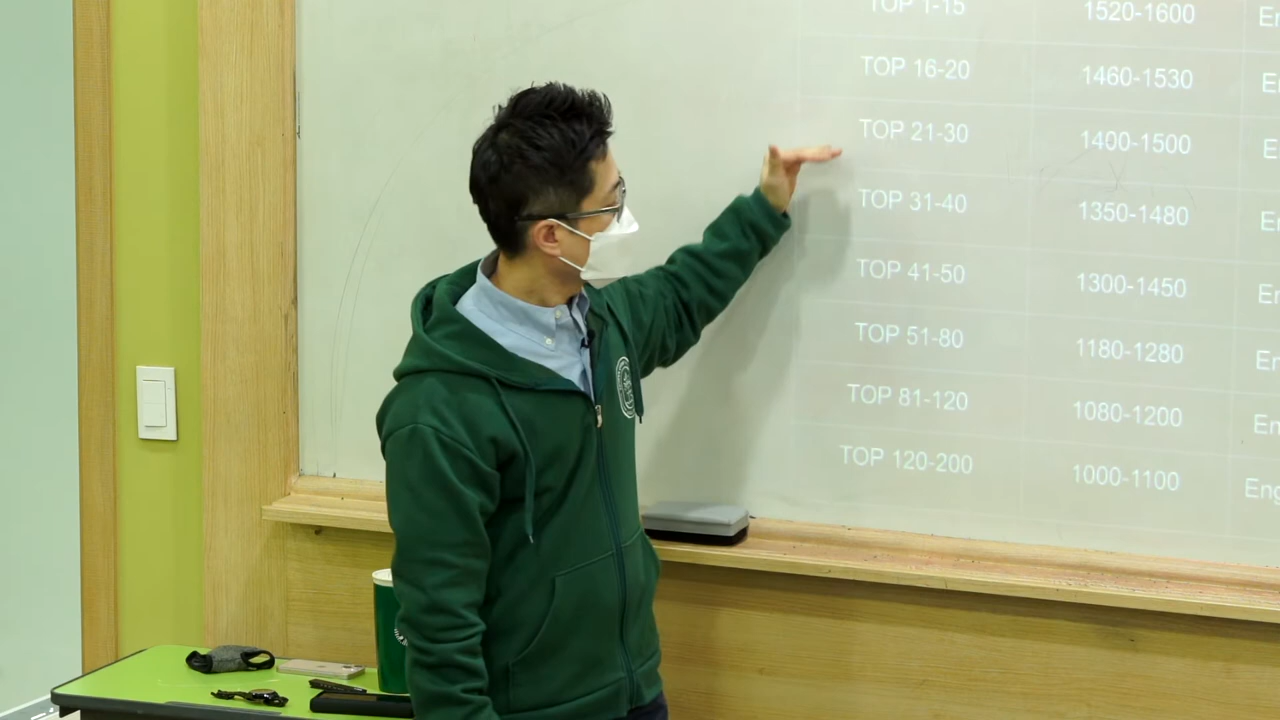 TOP 1-15 1520-1600
TOP 16-20 1460-1530
TOP 21-30 1400-1500
TOP 31-40 1350-1480
TOP 41-50 1300-1450
TOP 51-80 1180-1280
TOP 81-120 1080-1200
TOP 120-200 1000-1100